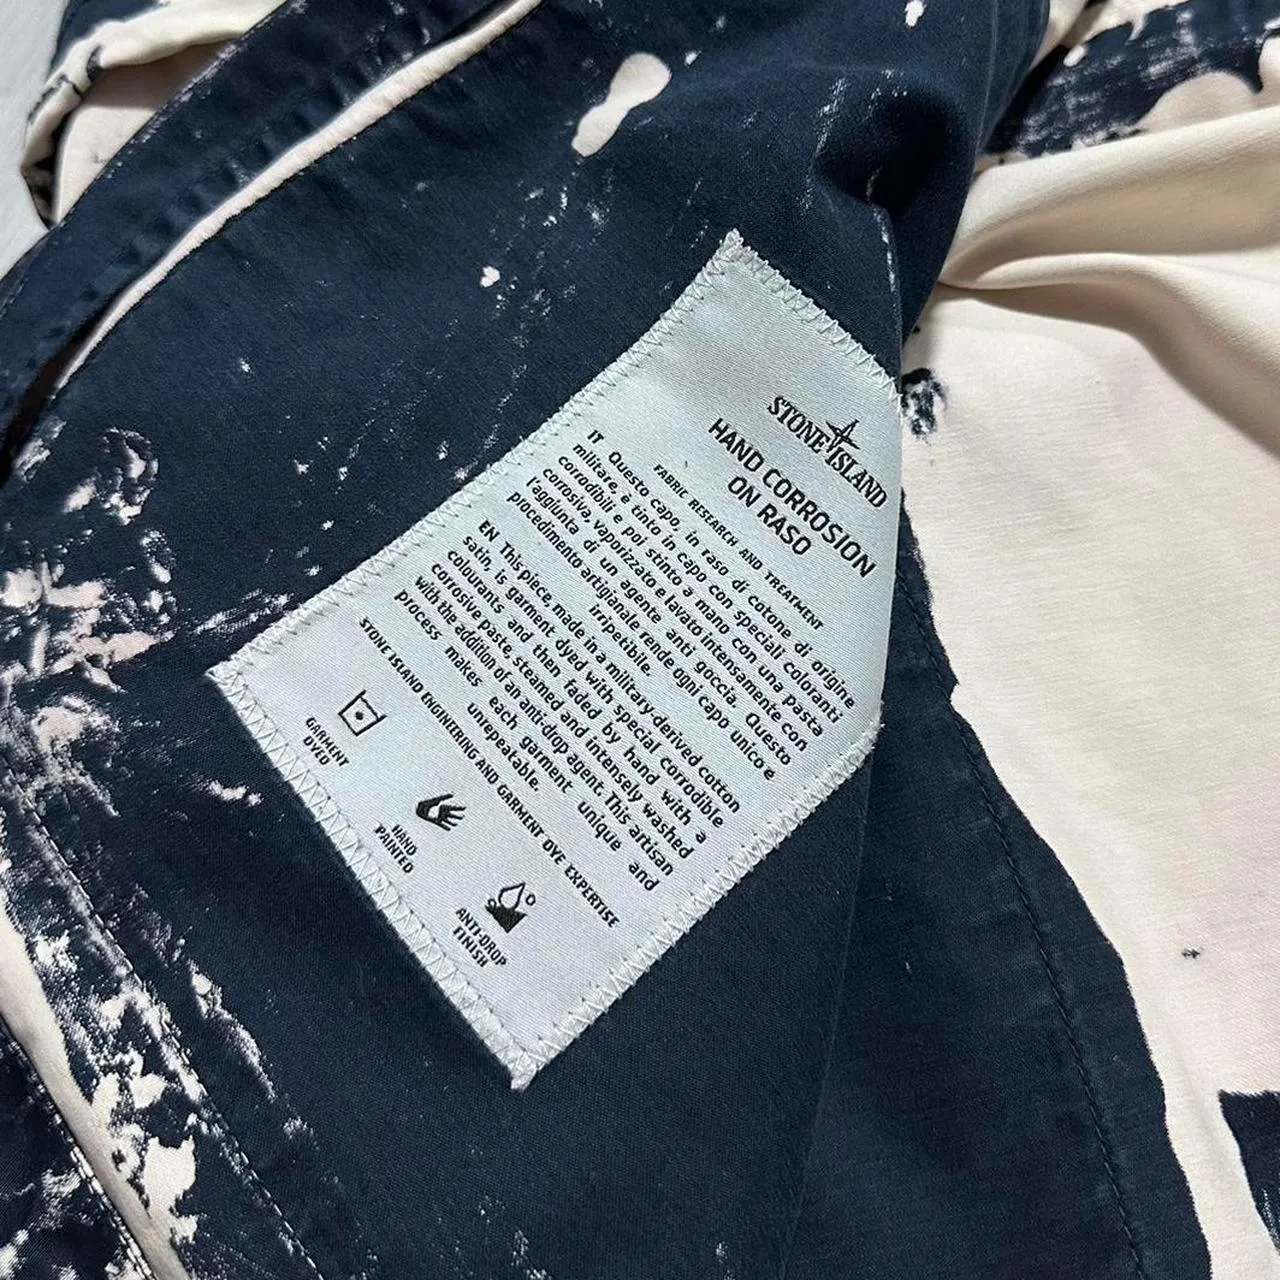 STONE ISLAND
HAND CORROSION
ON RASO
FABRIC RESEARCH AND TREATMENT
IT Questo capo, in raso di cotone di origine
militare, è tinto in capo con speciali coloranti
corrodibili e poi stinto a mano con una pasta
corrosiva, vaporizzato e lavato intensamente con
l'aggiunta di un agente anti goccia. Questo
procedimento artigianale rende ogni capo unico e
irripetibile.
EN This piece, made in a military-derived cotton
satin, is garment dyed with special corrodible
colourants and then faded by hand with a
corrosive paste, steamed and intensely washed
with the addition of an anti-drop agent. This artisan
process makes each garment unique and
unrepeatable.
STONE ISLAND ENGINEERING AND GARMENT DYE EXPERTISE
GARMENT
DYED
HAND
PAINTED
ANTI-DROP
FINISH